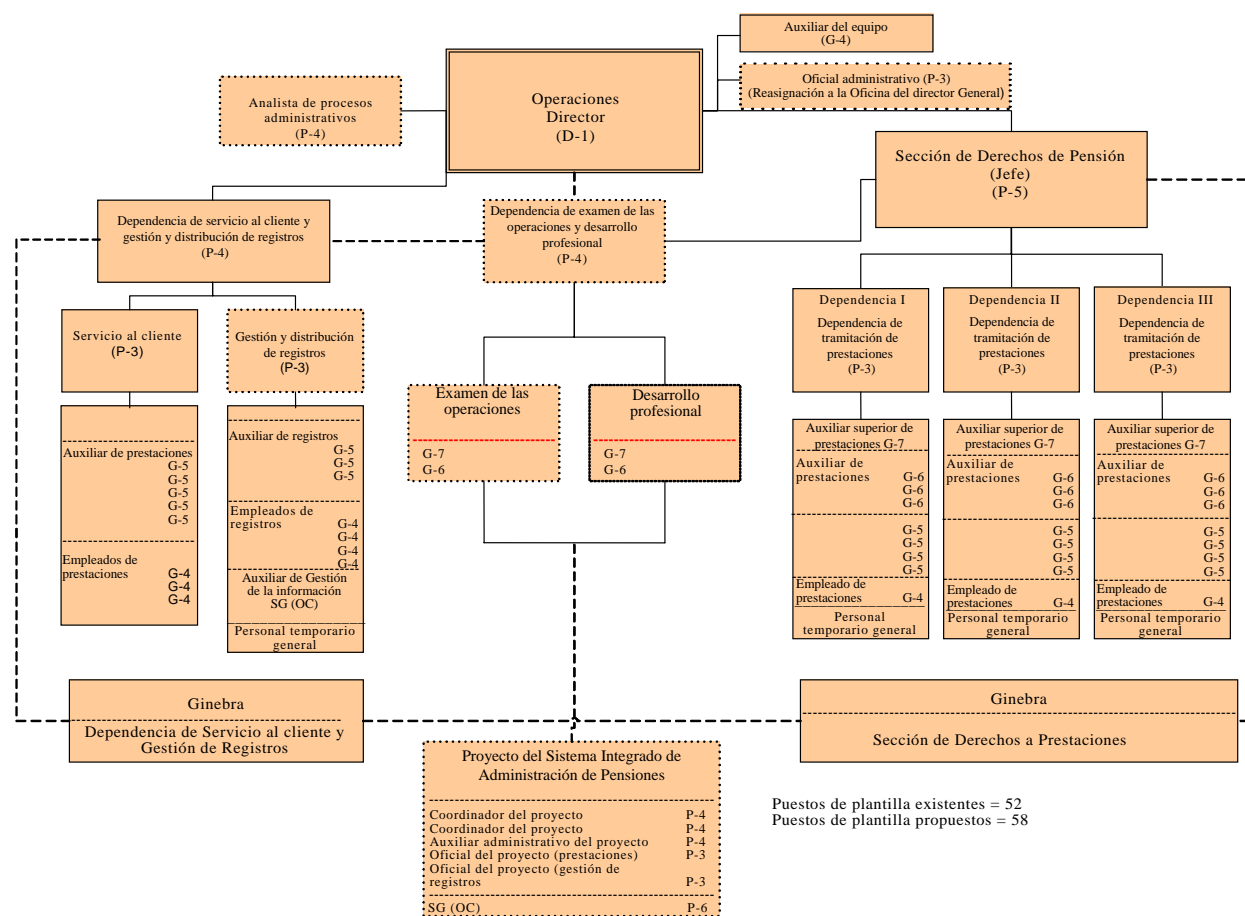 Auxiliar del equipo
(G-4)
Oficial administrativo (P-3)
(Reasignación a la Oficina del director General)
Operaciones
Director
(D-1)
Analista de procesos
administrativos
(P-4)
Sección de Derechos de Pensión
(Jefe)
(P-5)
Dependencia de servicio al cliente y
gestión y distribución de registros
(P-4)
Dependencia de examen de las
operaciones y desarrollo
profesional
(P-4)
Servicio al cliente
(P-3)
Gestión y distribución
de registros
(P-3)
Auxiliar de prestaciones
G-5
G-5
G-5
G-5
G-5
Empleados de
prestaciones
G-4
G-4
G-4
Auxiliar de registros
G-5
G-5
G-5
Empleados de
registros
G-4
G-4
G-4
G-4
Auxiliar de Gestión
de la información
SG (OC)
Personal temporario
general
Examen de las
operaciones
G-7
G-6
Desarrollo
profesional
G-7
G-6
Dependencia I
Dependencia de
tramitación de
prestaciones
(P-3)
Dependencia II
Dependencia de
tramitación de
prestaciones
(P-3)
Dependencia III
Dependencia de
tramitación de
prestaciones
(P-3)
Auxiliar superior de
prestaciones G-7
Auxiliar de
prestaciones G-6
G-6
G-6
G-5
G-5
G-5
G-5
Empleado de
prestaciones G-4
Personal
temporario general
Auxiliar superior de
prestaciones G-7
Auxiliar de
prestaciones G-6
G-6
G-6
G-5
G-5
G-5
G-5
Empleado de
prestaciones G-4
Personal temporario
general
Auxiliar superior de
prestaciones G-7
Auxiliar de
prestaciones G-6
G-6
G-6
G-5
G-5
G-5
G-5
Empleado de
prestaciones G-4
Personal temporario
general
Ginebra
Dependencia de Servicio al cliente y
Gestión de Registros
Ginebra
Sección de Derechos a Prestaciones
Proyecto del Sistema Integrado de
Administración de Pensiones
Coordinador del proyecto P-4
Coordinador del proyecto P-4
Auxiliar administrativo del proyecto P-4
Oficial del proyecto (prestaciones) P-3
Oficial del proyecto (gestión de
registros P-3
SG (OC) P-6
Puestos de plantilla existentes = 52
Puestos de plantilla propuestos = 58